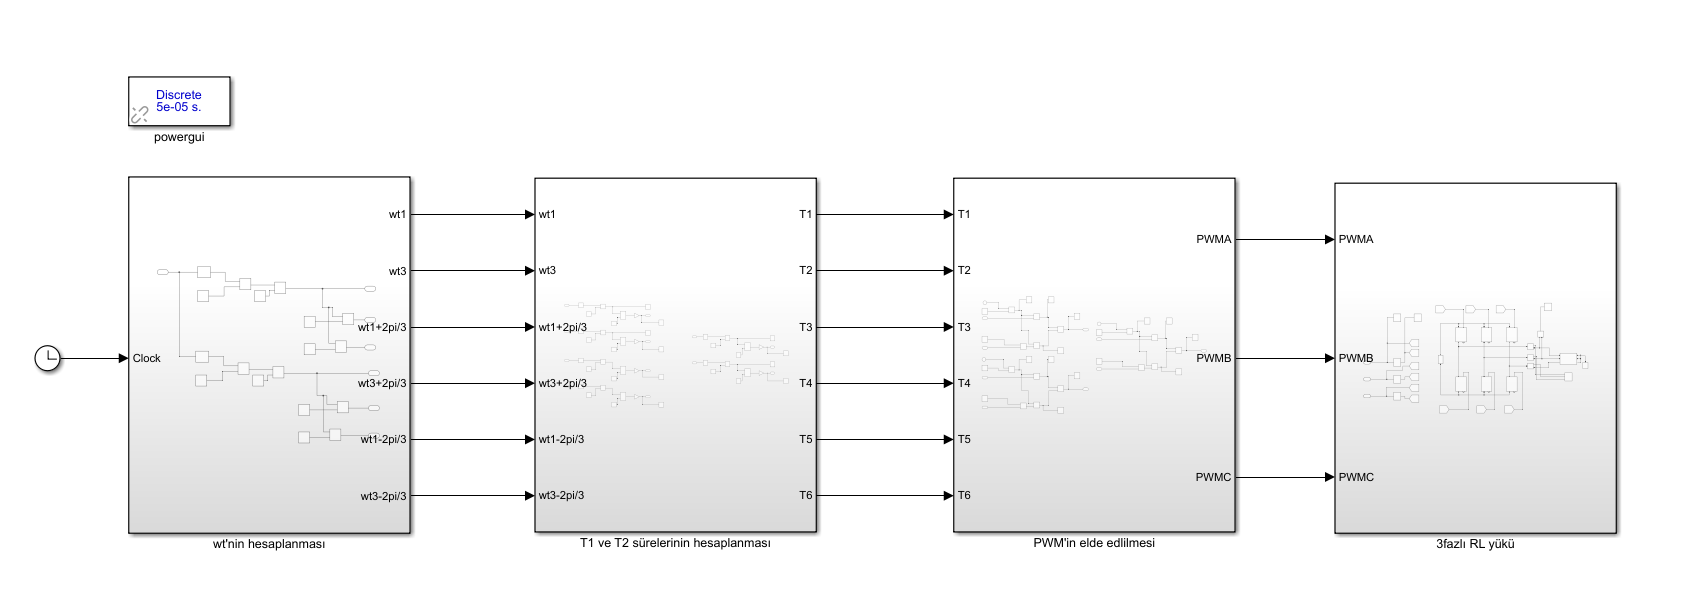 Discrete
5e-05 s.
powergui
Clock
wt1
wt3
wt1+2pi/3
wt3+2pi/3
wt1-2pi/3
wt3-2pi/3
wt'nin hesaplanması
wt1
wt3
wt1+2pi/3
wt3+2pi/3
wt1-2pi/3
wt3-2pi/3
T1
T2
T3
T4
T5
T6
T1 ve T2 sürelerinin hesaplanması
T1
T2
T3
T4
T5
T6
PWMA
PWMB
PWMC
PWM'in elde edlilmesi
PWMA
PWMB
PWMC
3fazlı RL yükü